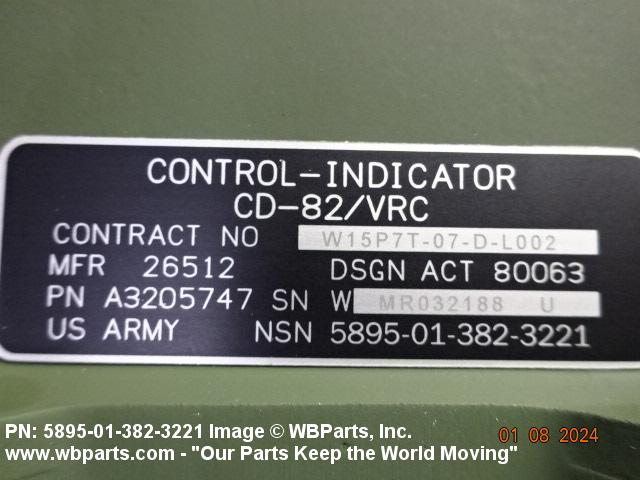 CONTROL-INDICATOR
CD-82/VRC
CONTRACT NO W15P7T-07-D-L002
MFR 26512 DSGN ACT 80063
PN A3205747 SN W MR032188 U
US ARMY NSN 5895-01-382-3221
PN: 5895-01-382-3221 Image © WBParts, Inc.
01 08 2024
www.wbparts.com - "Our Parts Keep the World Moving"